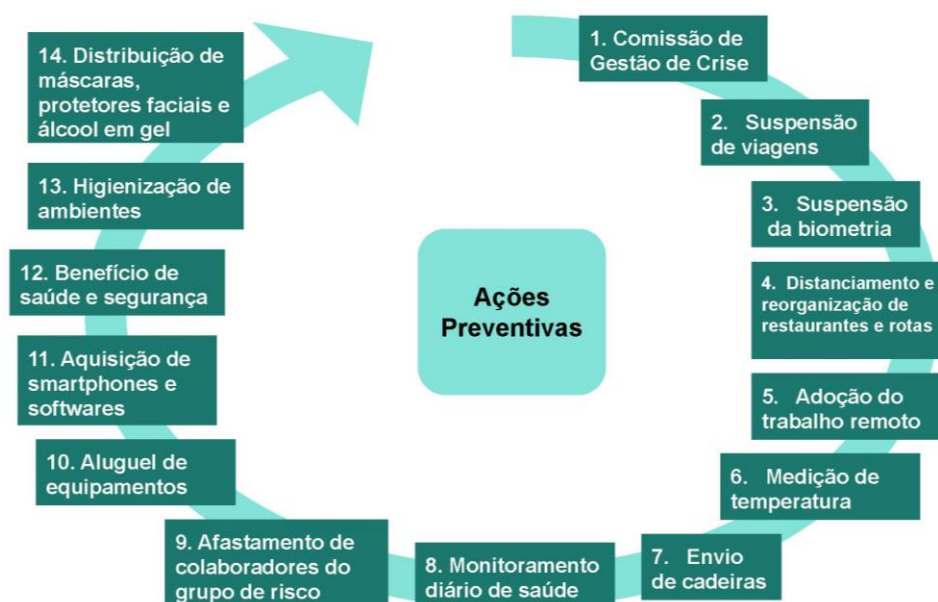 1. Comissão de
Gestão de Crise
2. Suspensão
de viagens
3. Suspensão
da biometria
4. Distanciamento e
reorganização de
restaurantes e rotas
5. Adoção do
trabalho remoto
6. Medição de
temperatura
7. Envio
de cadeiras
8. Monitoramento
diário de saúde
9. Afastamento de
colaboradores do
grupo de risco
10. Aluguel de
equipamentos
11. Aquisição de
smartphones e
softwares
12. Benefício de
saúde e segurança
13. Higienização de
ambientes
14. Distribuição de
máscaras,
protetores faciais e
álcool em gel
Ações
Preventivas